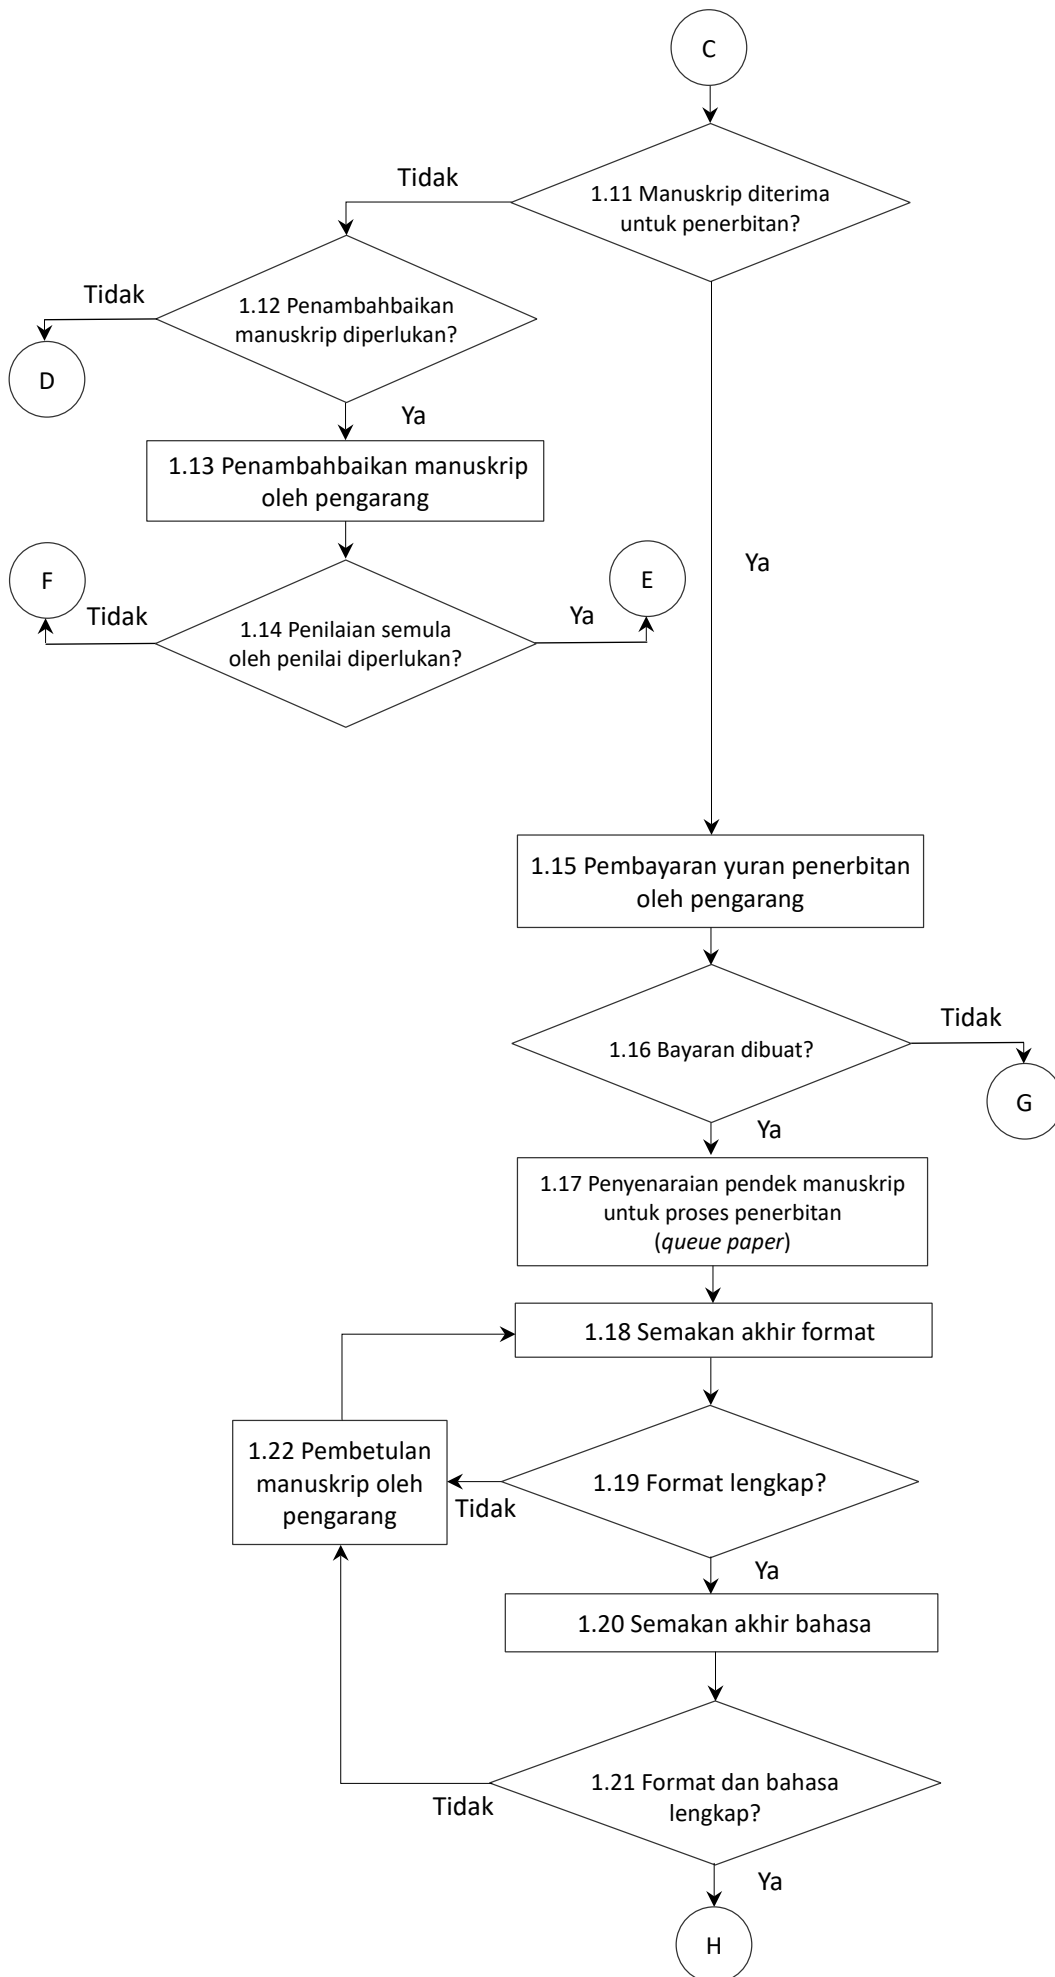 C
Tidak
1.11 Manuskrip diterima
untuk penerbitan?
Tidak
1.12 Penambahbaikan
manuskrip diperlukan?
D
Ya
1.13 Penambahbaikan manuskrip
oleh pengarang
Ya
F
E
Tidak
Ya
1.14 Penilaian semula
oleh penilai diperlukan?
1.15 Pembayaran yuran penerbitan
oleh pengarang
Tidak
1.16 Bayaran dibuat?
G
Ya
1.17 Penyenaraian pendek manuskrip
untuk proses penerbitan
(queue paper)
1.18 Semakan akhir format
1.22 Pembetulan
manuskrip oleh
pengarang
1.19 Format lengkap?
Tidak
Ya
1.20 Semakan akhir bahasa
1.21 Format dan bahasa
lengkap?
Tidak
Ya
H